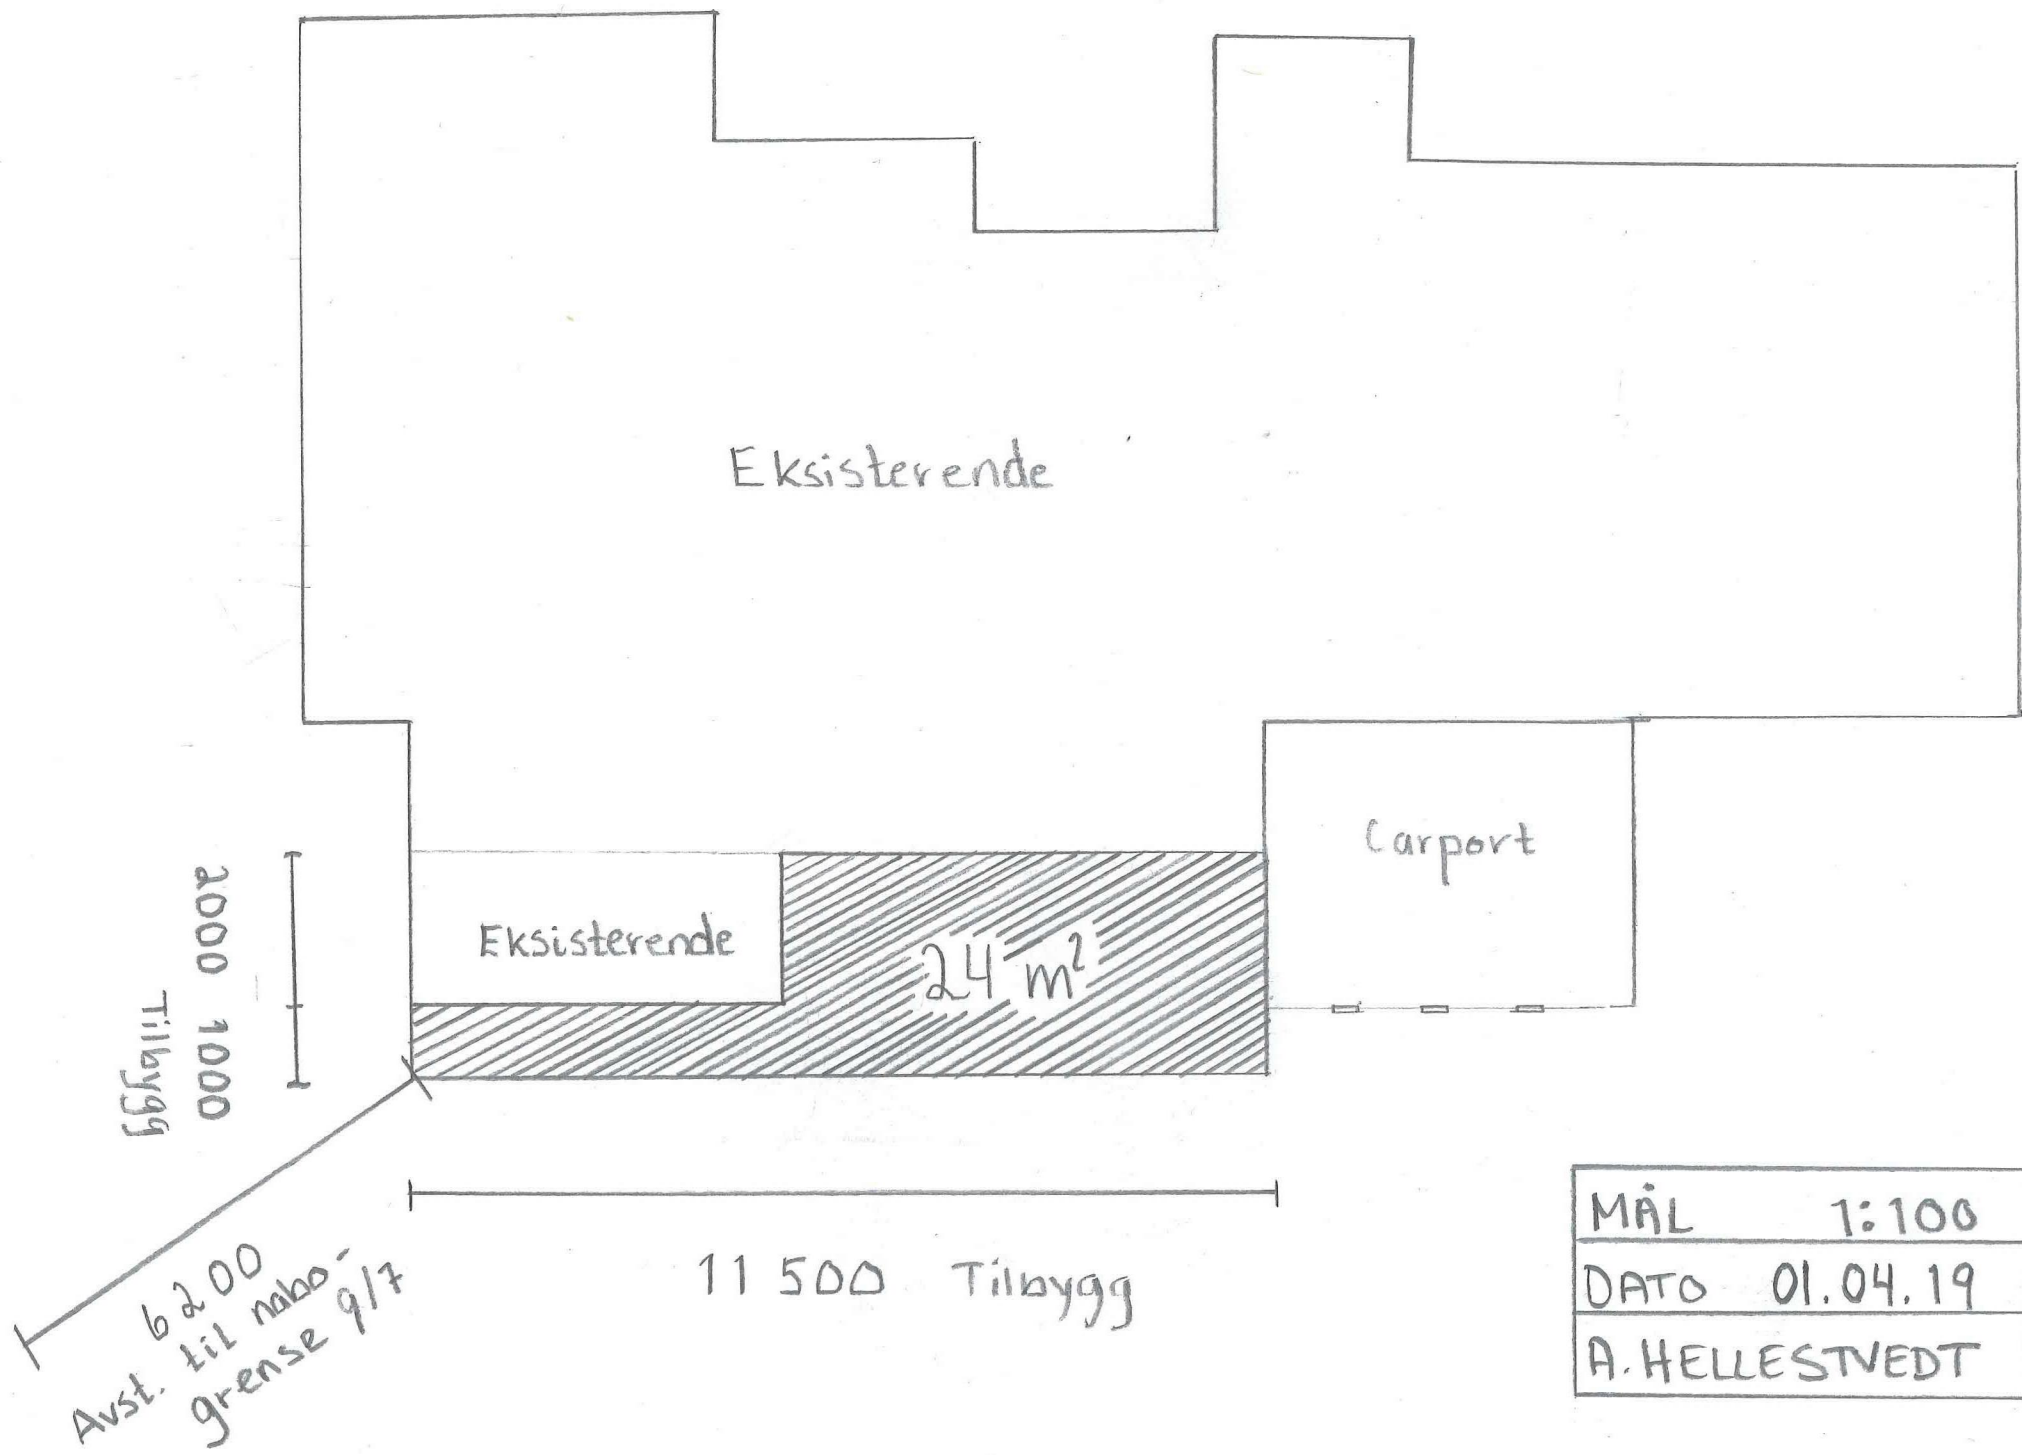 Eksisterende
Carport
Eksisterende
24 m²
2000 1000
Tilbygg
6200
Avst. til nabo-
grense 9/7
11 500 Tilbygg
MÅL 1:100
DATO 01.04.19
A. HELLESTVEDT